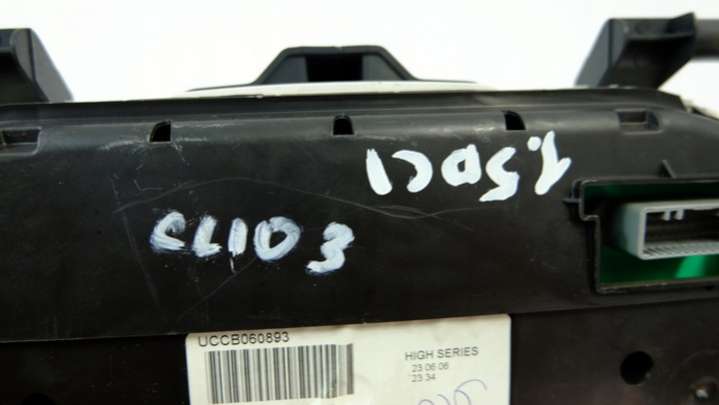 1.5DCI
CLIO 3
UCCB060893
HIGH SERIES
23 06 06
23 34